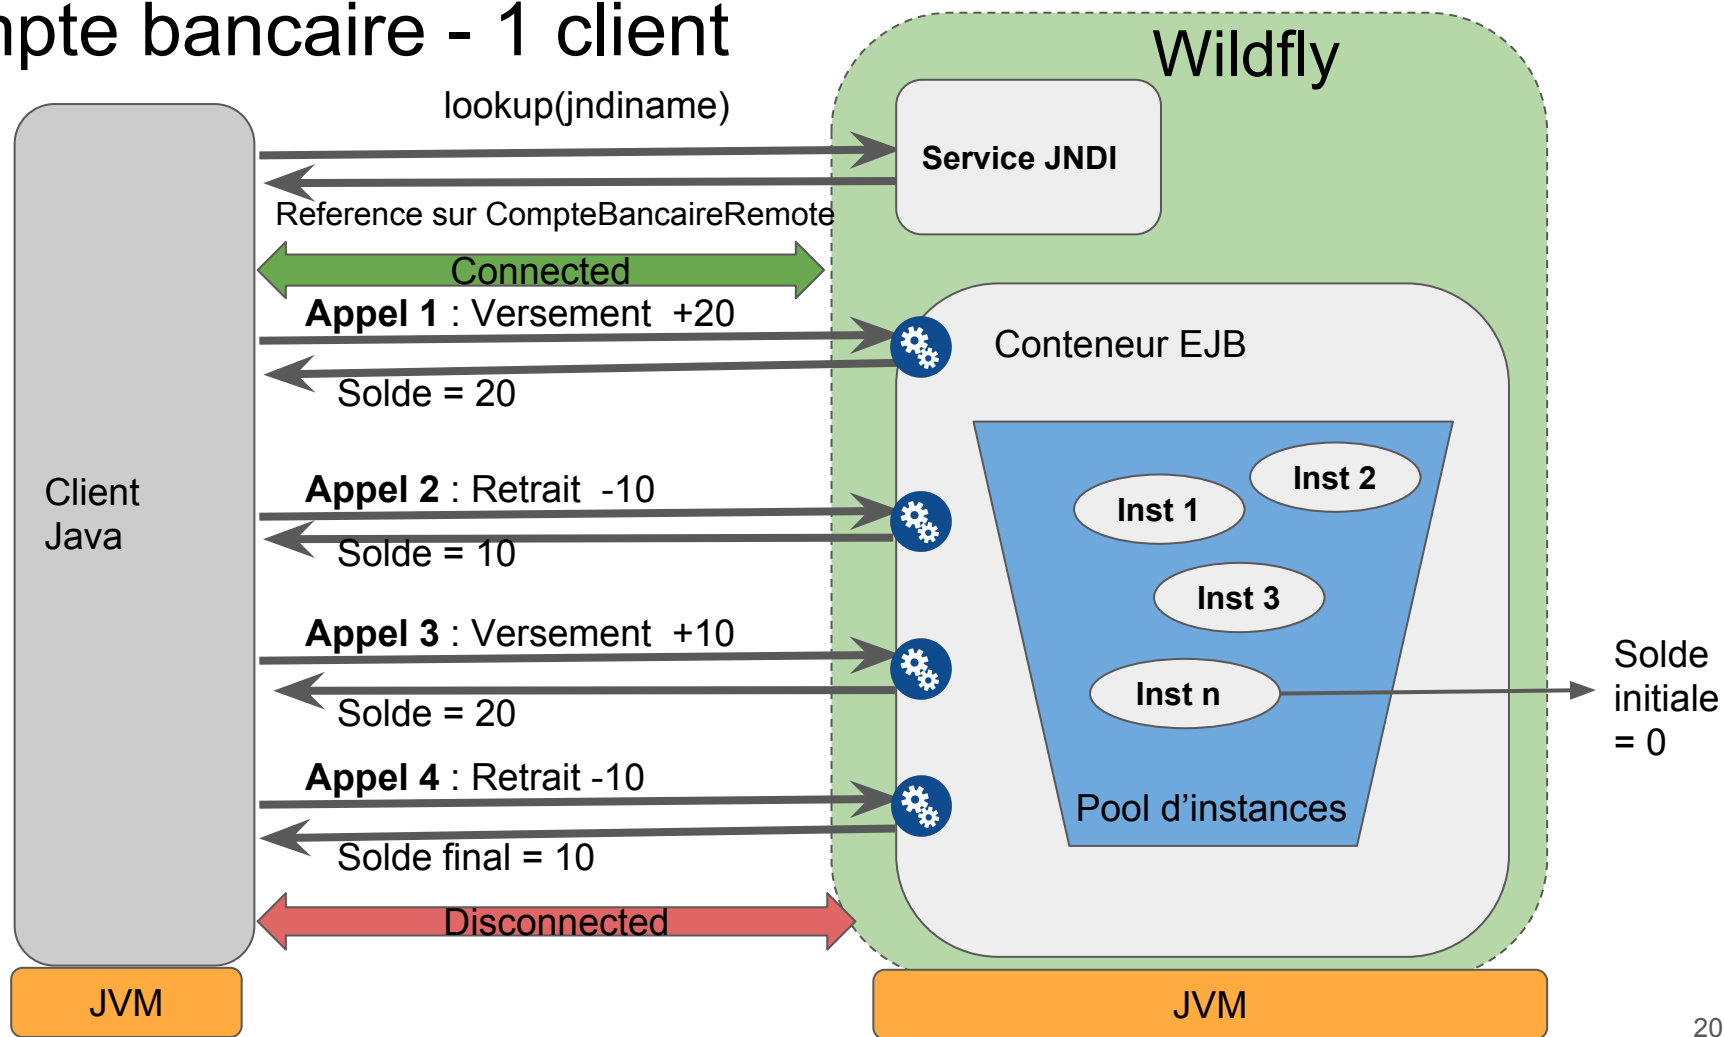 mpte bancaire - 1 client
Wildfly
lookup(jndiname)
Service JNDI
Reference sur CompteBancaireRemote
Connected
Appel 1 : Versement +20
Conteneur EJB
Solde = 20
Inst 2
Client
Java
Appel 2 : Retrait -10
Inst 1
Solde = 10
Inst 3
Appel 3 : Versement +10
Solde
initiale
= 0
Inst n
Solde = 20
Appel 4 : Retrait -10
Pool d’instances
Solde final = 10
Disconnected
JVM
JVM
20